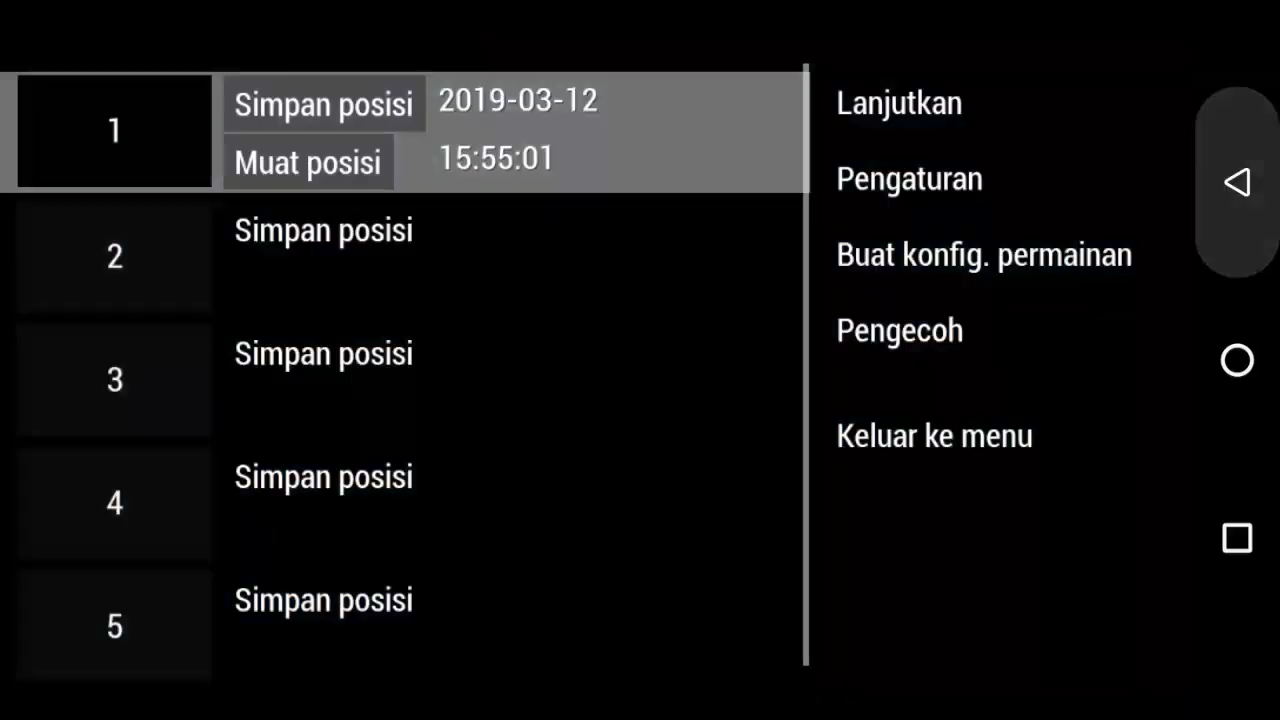 1
Simpan posisi 2019-03-12
Muat posisi 15:55:01
2
Simpan posisi
3
Simpan posisi
4
Simpan posisi
5
Simpan posisi
Lanjutkan
Pengaturan
Buat konfig. permainan
Pengecoh
Keluar ke menu